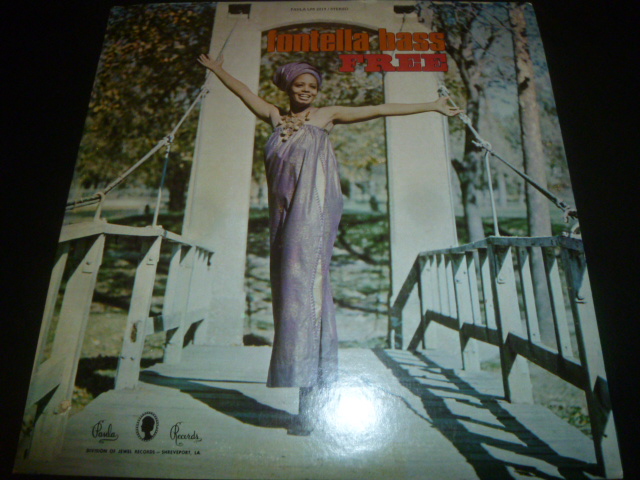 fontella bass
FREE
Paula Records
DIVISION OF JEWEL RECORDS — SHREVEPORT, LA